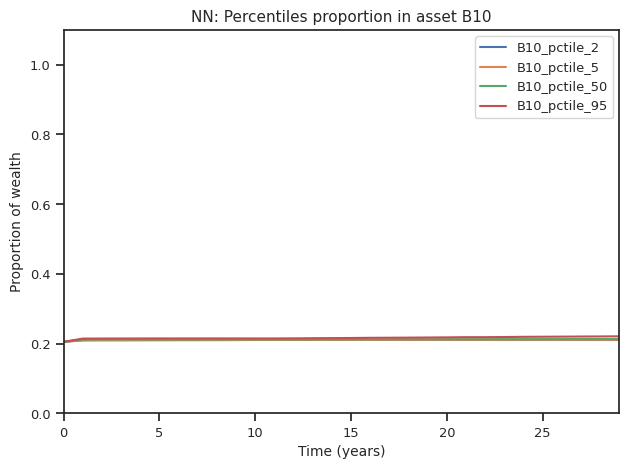 NN: Percentiles proportion in asset B10
B10_pctile_2
B10_pctile_5
B10_pctile_50
B10_pctile_95
Proportion of wealth
1.0
0.8
0.6
0.4
0.2
0.0
0 5 10 15 20 25
Time (years)